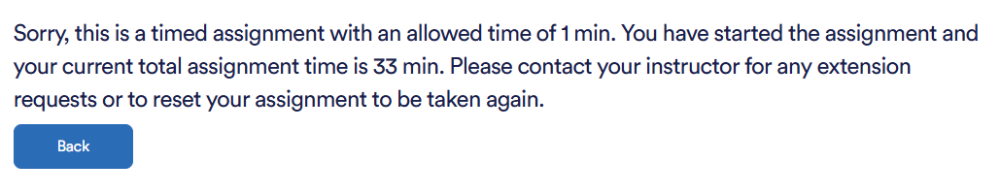 Sorry, this is a timed assignment with an allowed time of 1 min. You have started the assignment and
your current total assignment time is 33 min. Please contact your instructor for any extension
requests or to reset your assignment to be taken again.
Back